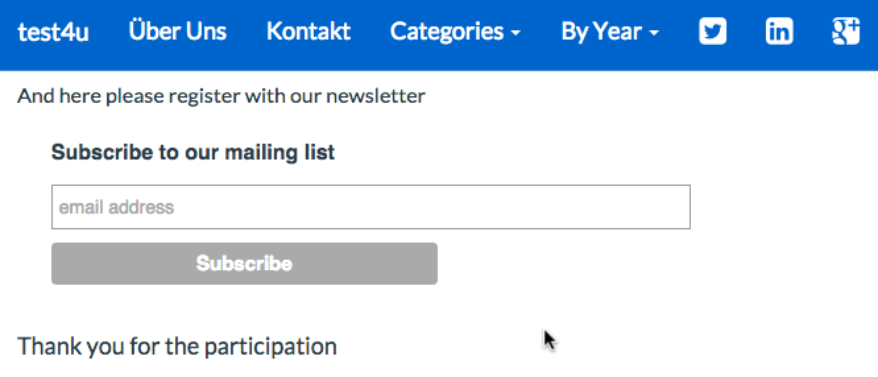 test4u Über Uns Kontakt Categories By Year
And here please register with our newsletter
Subscribe to our mailing list
email address
Subscribe
Thank you for the participation